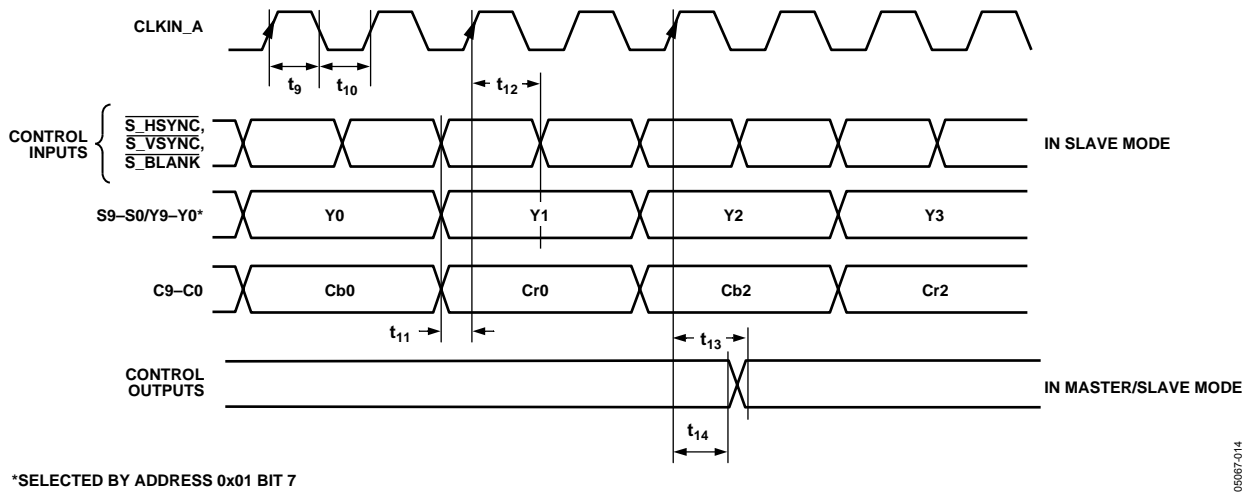 CLKIN_A
t9
t10
t12
CONTROL
INPUTS
S_HSYNC,
S_VSYNC,
S_BLANK
IN SLAVE MODE
S9–S0/Y9–Y0*
Y0
Y1
Y2
Y3
C9–C0
Cb0
Cr0
Cb2
Cr2
t11
t13
CONTROL
OUTPUTS
IN MASTER/SLAVE MODE
t14
*SELECTED BY ADDRESS 0x01 BIT 7
05067-014